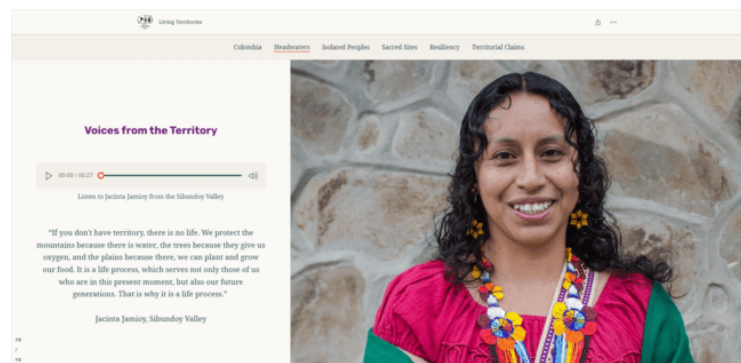 Living Territories
Colombia Headwaters Isolated Peoples Sacred Sites Resiliency Territorial Claims
Voices from the Territory
00:00 / 00:27
Listen to Jacinta Jamioy from the Sibundoy Valley
"If you don't have territory, there is no life. We protect the
mountains because there is water, the trees because they give us
oxygen, and the plains because there, we can plant and grow
our food. It is a life process, which serves not only those of us
who are in this present moment, but also our future
generations. That is why it is a life process."
Jacinta Jamioy, Sibundoy Valley